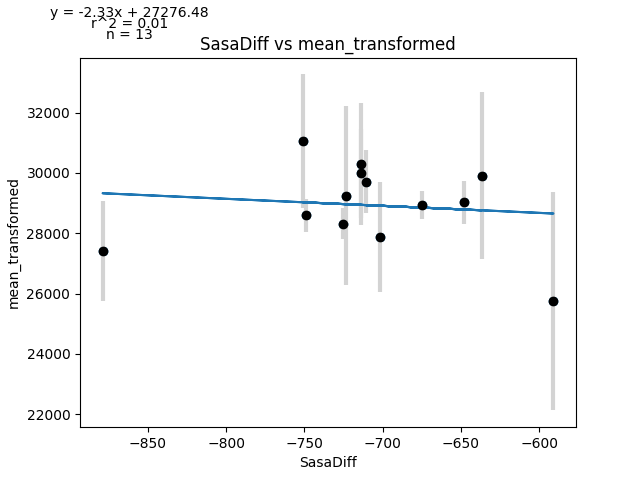 y = -2.33x + 27276.48
r^2 = 0.01
n = 13
SasaDiff vs mean_transformed
mean_transformed
32000
30000
28000
26000
24000
22000
−850
−800
−750
−700
−650
−600
SasaDiff